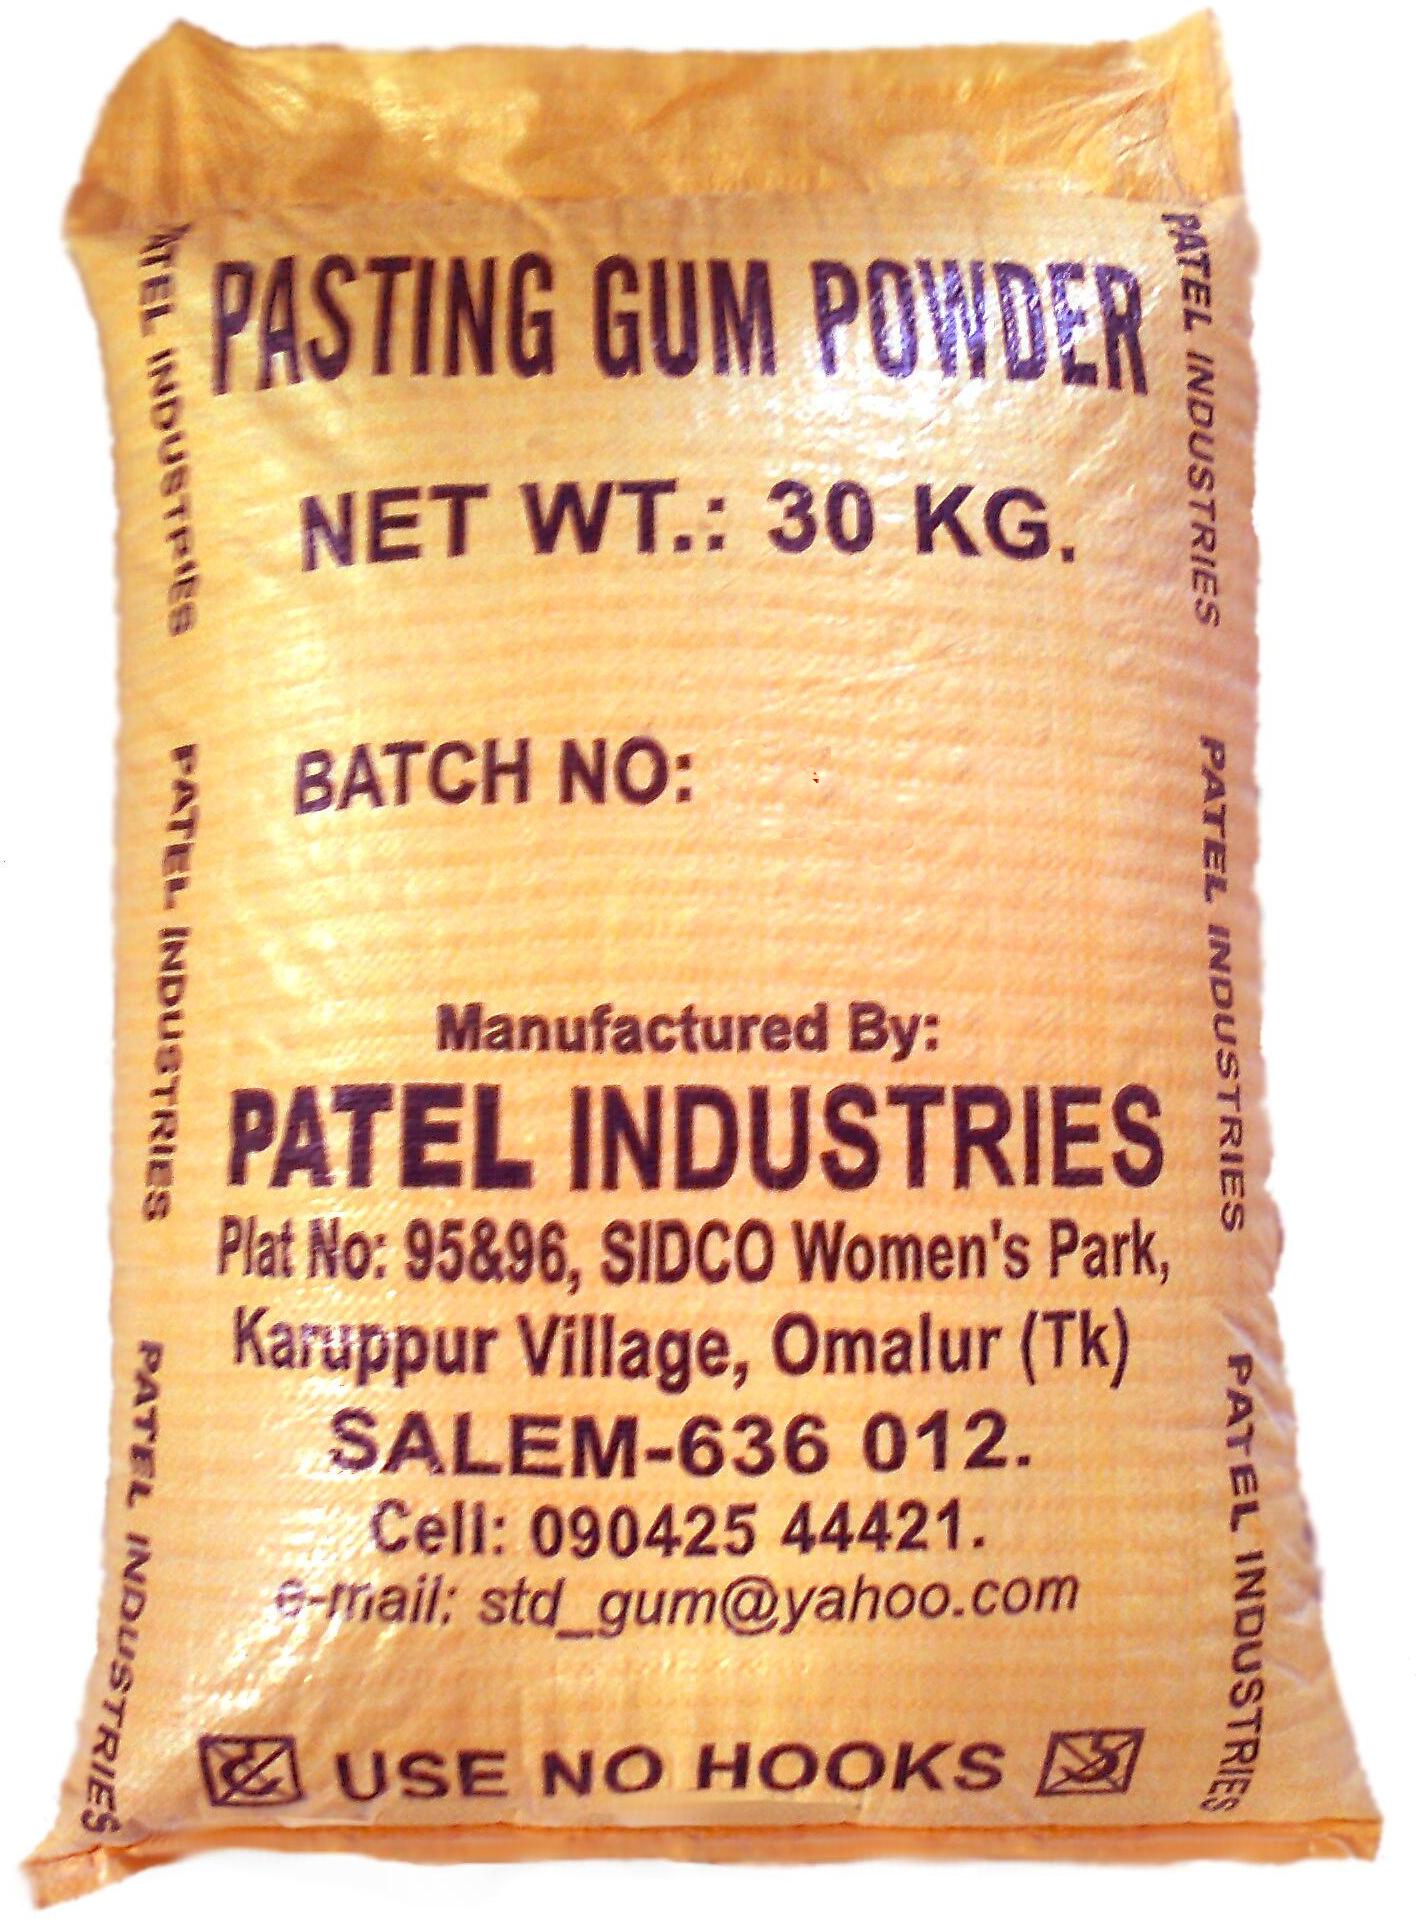 PASTING GUM POWDER
NET WT.: 30 KG.
BATCH NO:
Manufactured By:
PATEL INDUSTRIES
Plat No: 95&96, SIDCO Women's Park,
Karuppur Village, Omalur (Tk)
SALEM-636 012.
Cell: 090425 44421.
e-mail: std_gum@yahoo.com
USE NO HOOKS
PATEL INDUSTRIES
PATEL INDUSTRIES
PATEL INDUSTRIES
PATEL INDUSTRIES
PATEL INDUSTRIES
PATEL INDUSTRIES